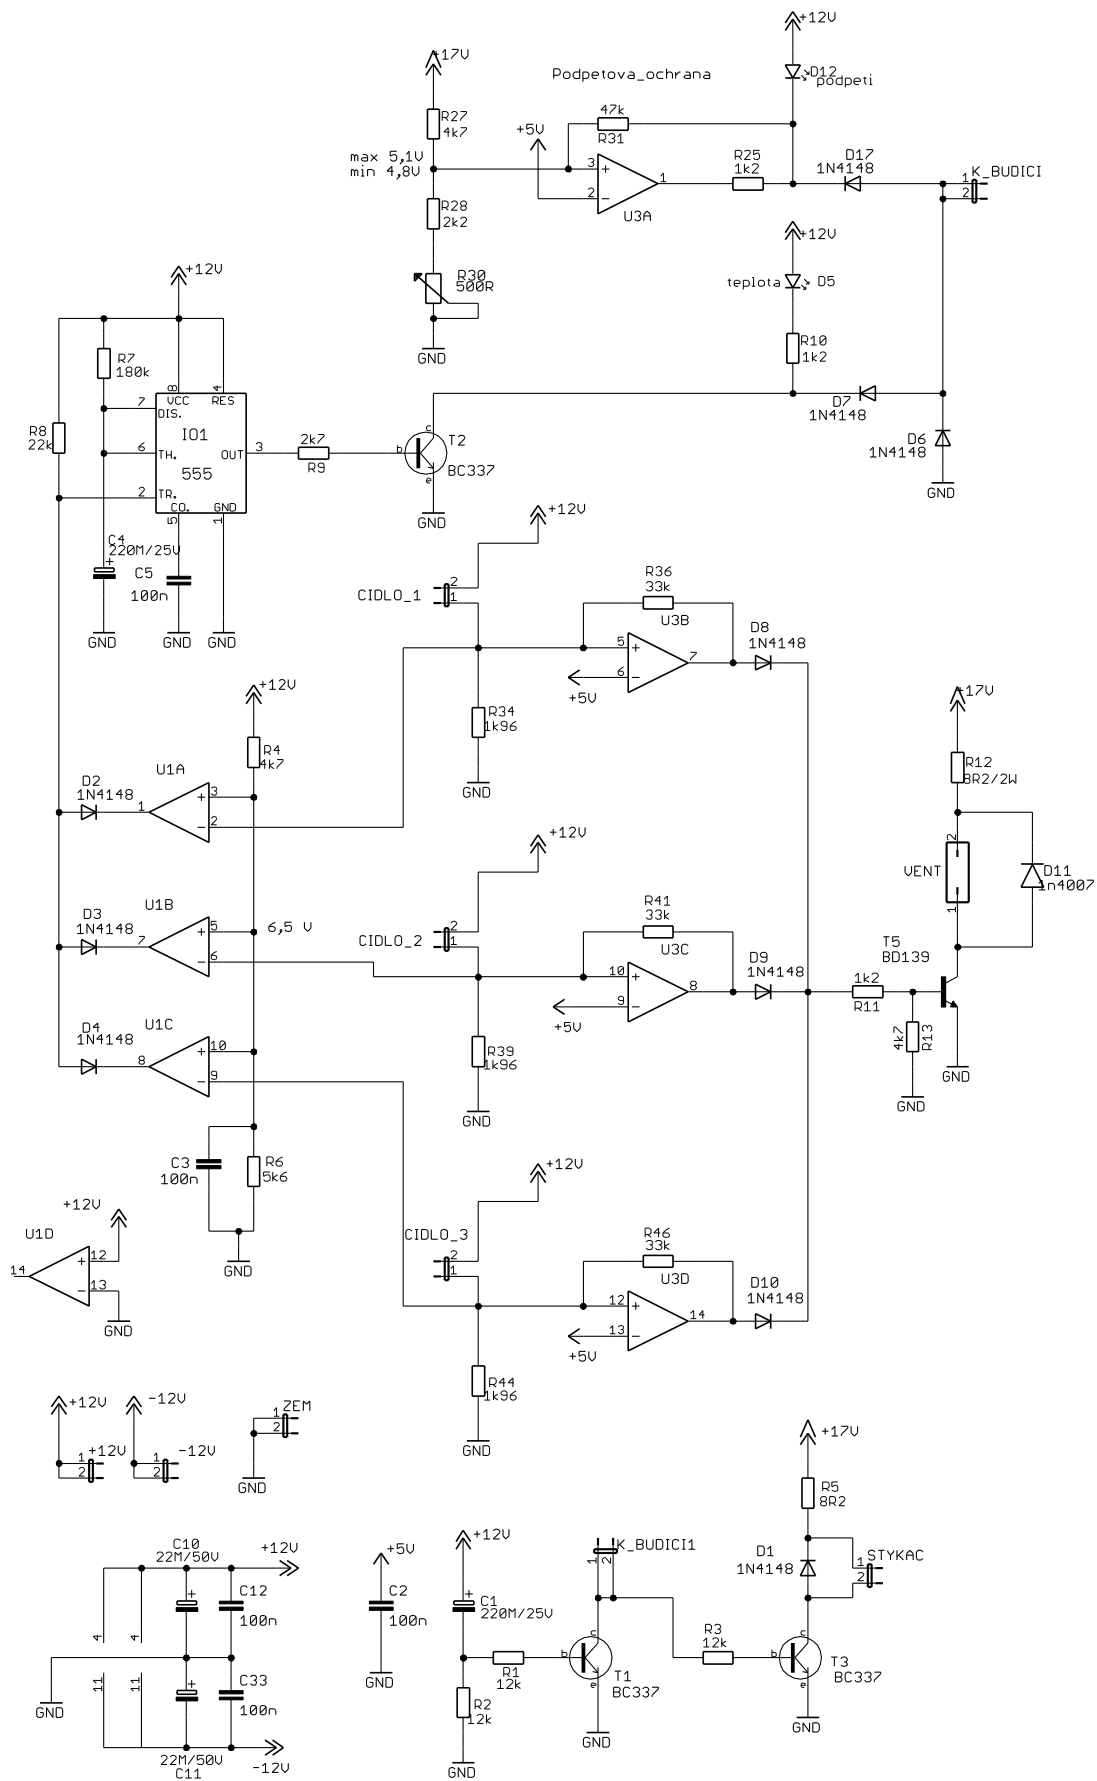 +12V
+17V
Podpetova_ochrana
D12
podpeti
R27
4k7
47k
R31
+5V
max 5,1V
min 4,8V
3
2
1
U3A
R25
1k2
D17
1N4148
K_BUDICI
1
2
R28
2k2
+12V
R30
500R
teplota
D5
+12V
R10
1k2
GND
R7
180k
8
4
VCC
RES
7
DIS.
D7
1N4148
R8
22k
IO1
6
TH.
OUT
3
2k7
R9
c
b
e
T2
BC337
D6
1N4148
555
2
TR.
CO.
GND
5
1
GND
GND
C4
220M/25V
+
C5
100n
+12V
CIDLO_1
2
1
R36
33k
U3B
D8
1N4148
5
6
7
GND
GND
GND
+5V
+12V
R34
1k96
+17V
R4
4k7
R12
8R2/2W
GND
D2
1N4148
U1A
1
3
2
+12V
2
VENT
D11
1n4007
1
D3
1N4148
U1B
7
5
6
6,5 V
CIDLO_2
2
1
R41
33k
U3C
D9
1N4148
10
9
8
T5
BD139
+5V
1k2
R11
D4
1N4148
U1C
8
10
9
R39
1k96
4k7
R13
GND
GND
GND
C3
100n
R6
5k6
+12V
+12V
U1D
14
12
13
CIDLO_3
2
1
R46
33k
U3D
D10
1N4148
GND
12
13
14
GND
+5V
R44
1k96
+12V
-12V
ZEM
1
2
+12V
1
2
-12V
1
2
GND
GND
+17V
R5
8R2
C10
22M/50V
+12V
+5V
+12V
K_BUDICI1
1
2
D1
1N4148
STYKAC
1
2
+
C12
100n
C2
100n
+
C1
220M/25V
4
4
R3
12k
c
b
e
T1
BC337
c
b
e
T3
BC337
R1
12k
11
11
+
C33
100n
GND
GND
R2
12k
GND
GND
22M/50V
C11
-12V
GND